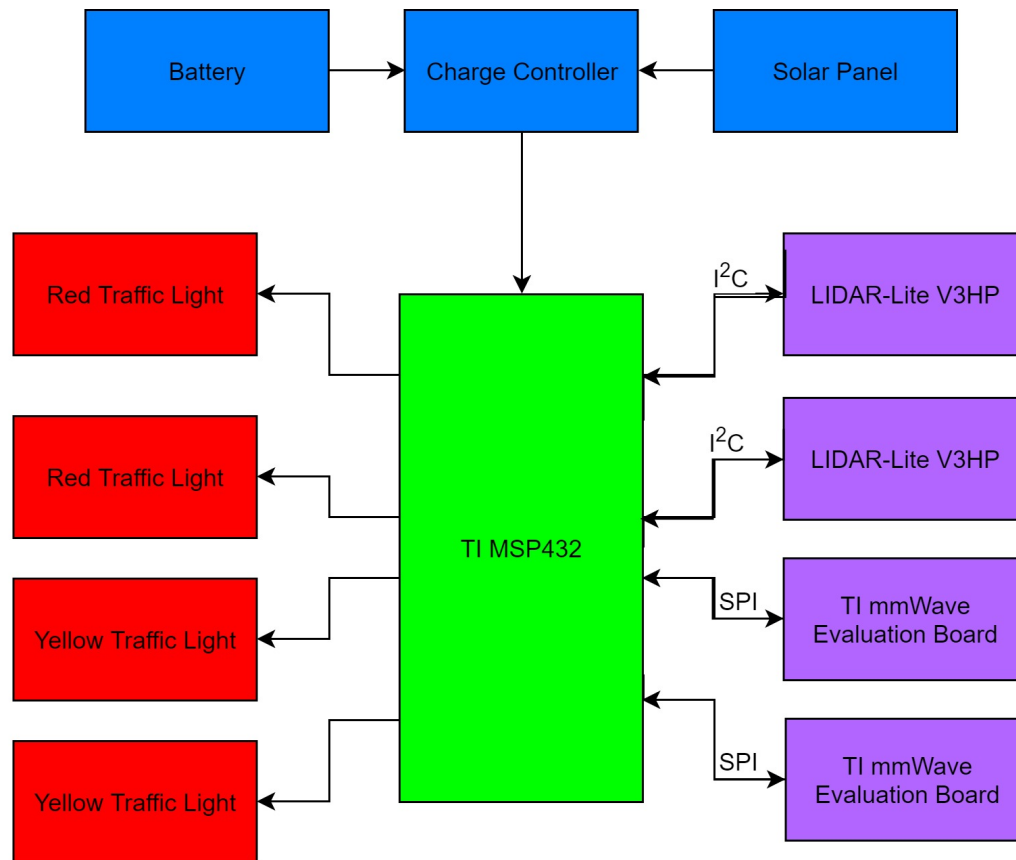 Battery
Charge Controller
Solar Panel
Red Traffic Light
I²C
LIDAR-Lite V3HP
Red Traffic Light
I²C
LIDAR-Lite V3HP
TI MSP432
Yellow Traffic Light
SPI
TI mmWave
Evaluation Board
Yellow Traffic Light
SPI
TI mmWave
Evaluation Board